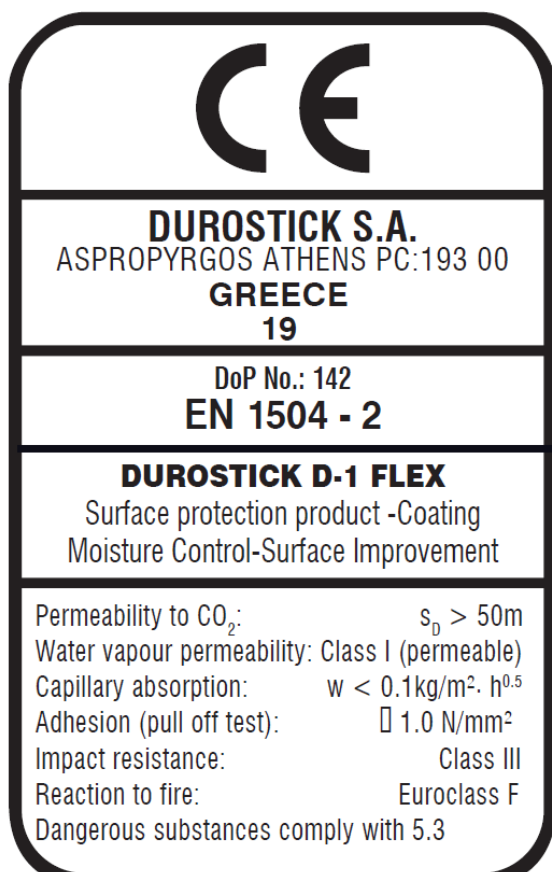 CE
DUROSTICK S.A.
ASPROPYRGOS ATHENS PC:193 00
GREECE
19
DoP No.: 142
EN 1504 - 2
DUROSTICK D-1 FLEX
Surface protection product -Coating
Moisture Control-Surface Improvement
Permeability to CO₂: s_D > 50m
Water vapour permeability: Class I (permeable)
Capillary absorption: w < 0.1kg/m²· h⁰·⁵
Adhesion (pull off test): ▯ 1.0 N/mm²
Impact resistance: Class III
Reaction to fire: Euroclass F
Dangerous substances comply with 5.3